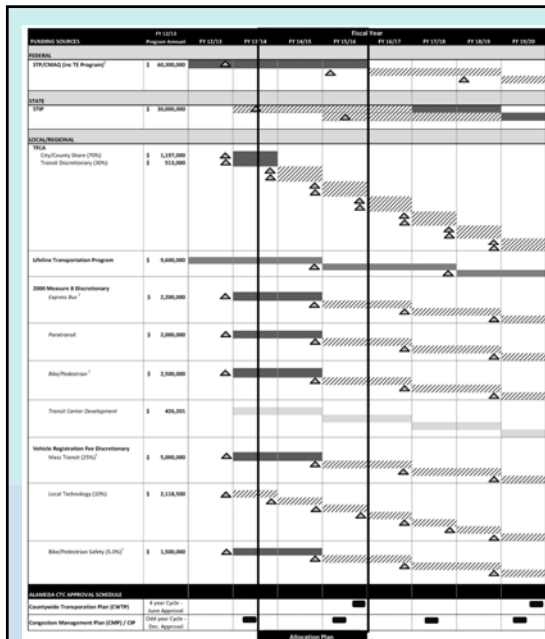 Fiscal Year
FUNDING SOURCES
FY 12/13
Program Amount
FY 12/13 FY 13/14 FY 14/15 FY 15/16 FY 16/17 FY 17/18 FY 18/19 FY 19/20
FEDERAL
STP/CMAQ (inc TE Program)¹ $ 60,300,000
STATE
STIP $ 30,000,000
LOCAL/REGIONAL
TFCA
City/County Share (70%) $ 1,197,000
Transit Discretionary (30%) $ 513,000
Lifeline Transportation Program $ 9,600,000
2000 Measure B Discretionary
Express Bus² $ 2,200,000
Paratransit $ 2,000,000
Bike/Pedestrian² $ 2,500,000
Transit Center Development $ 426,201
Vehicle Registration Fee Discretionary
Mass Transit (25%)² $ 5,000,000
Local Technology (10%) $ 2,118,500
Bike/Pedestrian Safety (5.0%)² $ 1,500,000
ALAMEDA CTC APPROVAL SCHEDULE
Countywide Transporation Plan (CWTP) 4 year Cycle -
June Approval
Congestion Management Plan (CMP) / CIP Odd year Cycle -
Dec. Approval
Allocation Plan